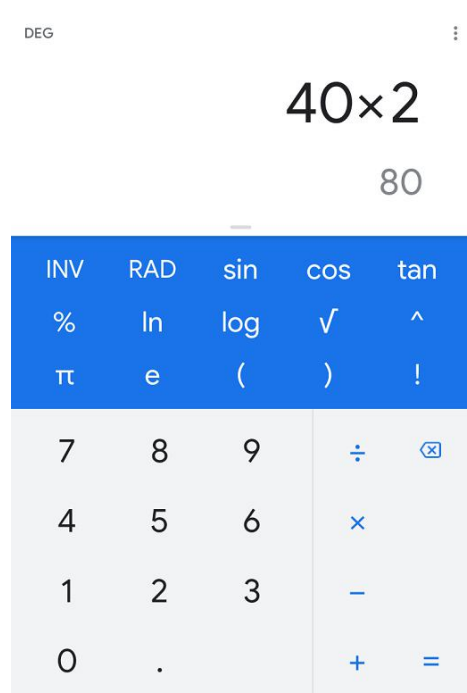 DEG
40×2
80
INV RAD sin cos tan
% ln log √ ^
π e ( ) !
7 8 9 ÷
4 5 6 ×
1 2 3 −
0 . + =